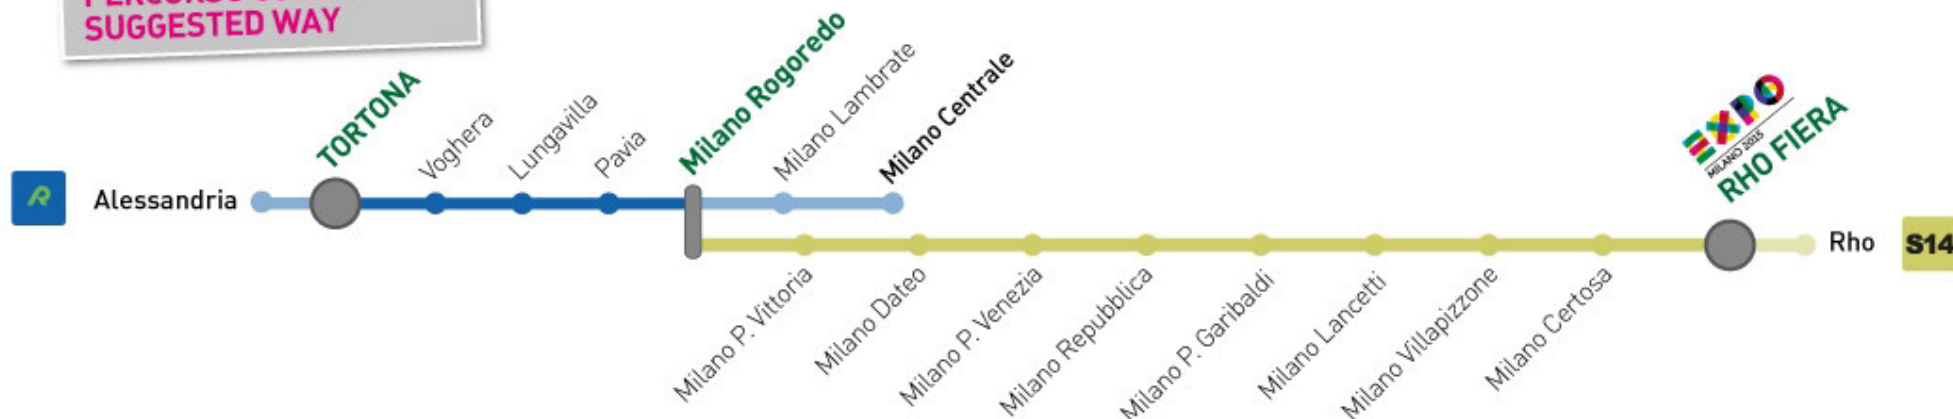 SUGGESTED WAY
TORTONA
Voghera
Lungavilla
Pavia
Milano Rogoredo
Milano Lambrate
Milano Centrale
EXPO
MILANO 2015
RHO FIERA
R
Alessandria
Rho
S14
Milano P. Vittoria
Milano Dateo
Milano P. Venezia
Milano Repubblica
Milano P. Garibaldi
Milano Lancetti
Milano Villapizzone
Milano Certosa